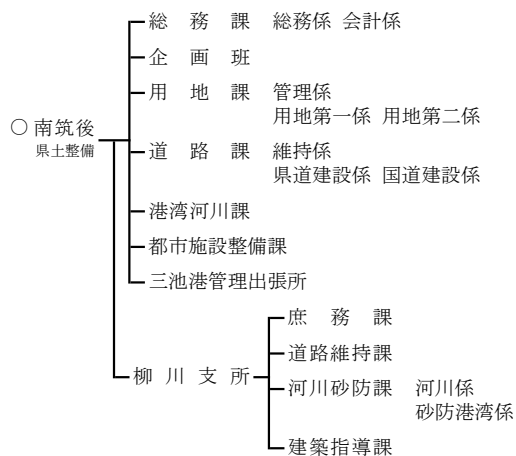 総務課 総務係 会計係
企画班
用地課 管理係
用地第一係 用地第二係
○南筑後
県土整備
道路課 維持係
県道建設係 国道建設係
港湾河川課
都市施設整備課
三池港管理出張所
柳川支所
庶務課
道路維持課
河川砂防課 河川係
砂防港湾係
建築指導課